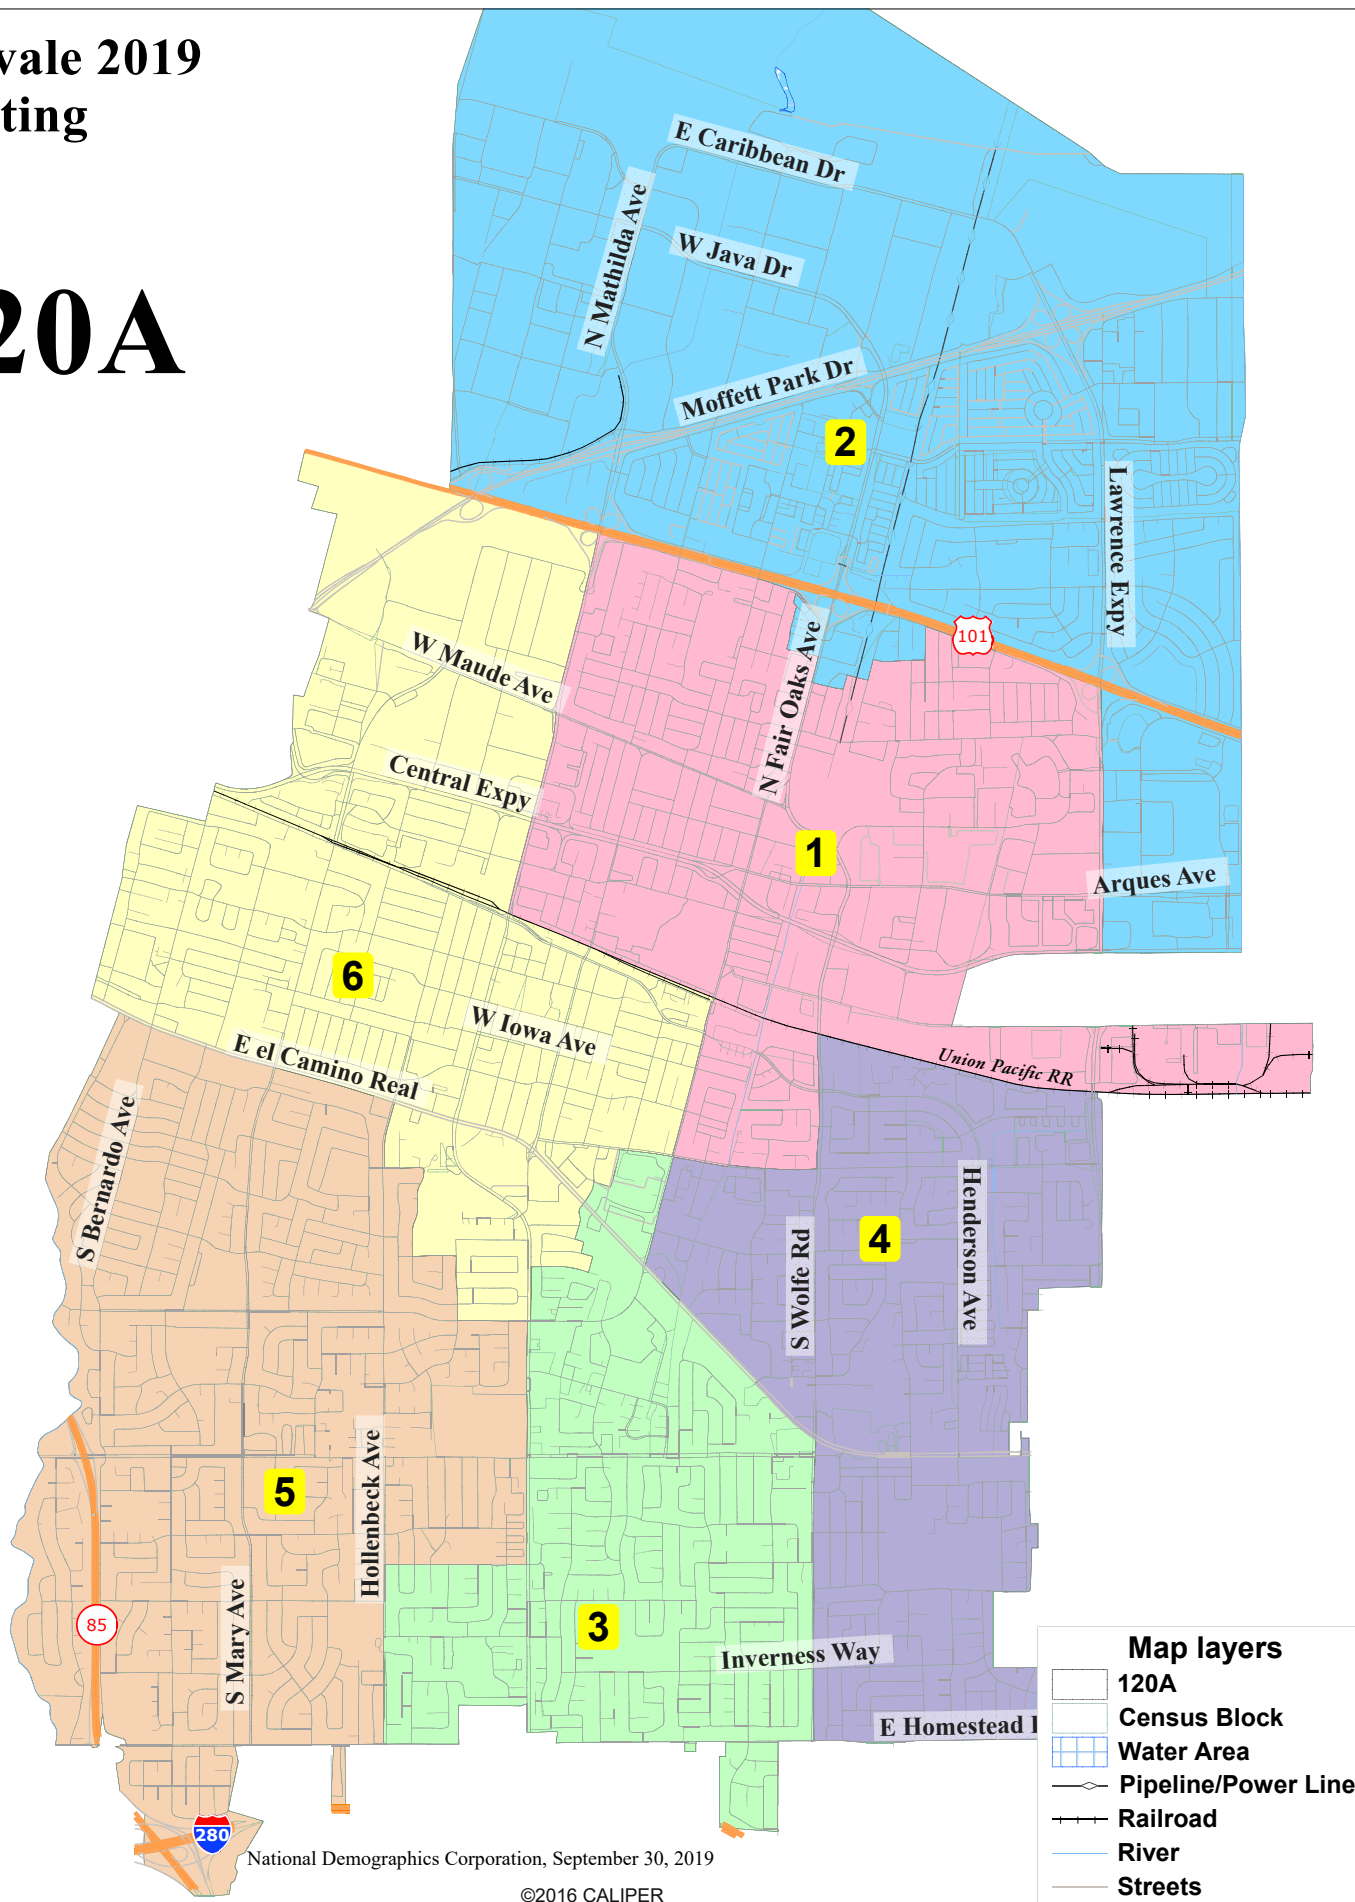 vale 2019
ting
20A
E Caribbean Dr
N Mathilda Ave
W Java Dr
Moffett Park Dr
2
Lawrence Expy
101
W Maude Ave
N Fair Oaks Ave
Central Expy
1
Arques Ave
6
W Iowa Ave
E el Camino Real
Union Pacific RR
S Bernardo Ave
Henderson Ave
4
S Wolfe Rd
Hollenbeck Ave
5
S Mary Ave
85
3
Inverness Way
E Homestead
280
Map layers
120A
Census Block
Water Area
Pipeline/Power Line
Railroad
River
Streets
National Demographics Corporation, September 30, 2019
©2016 CALIPER